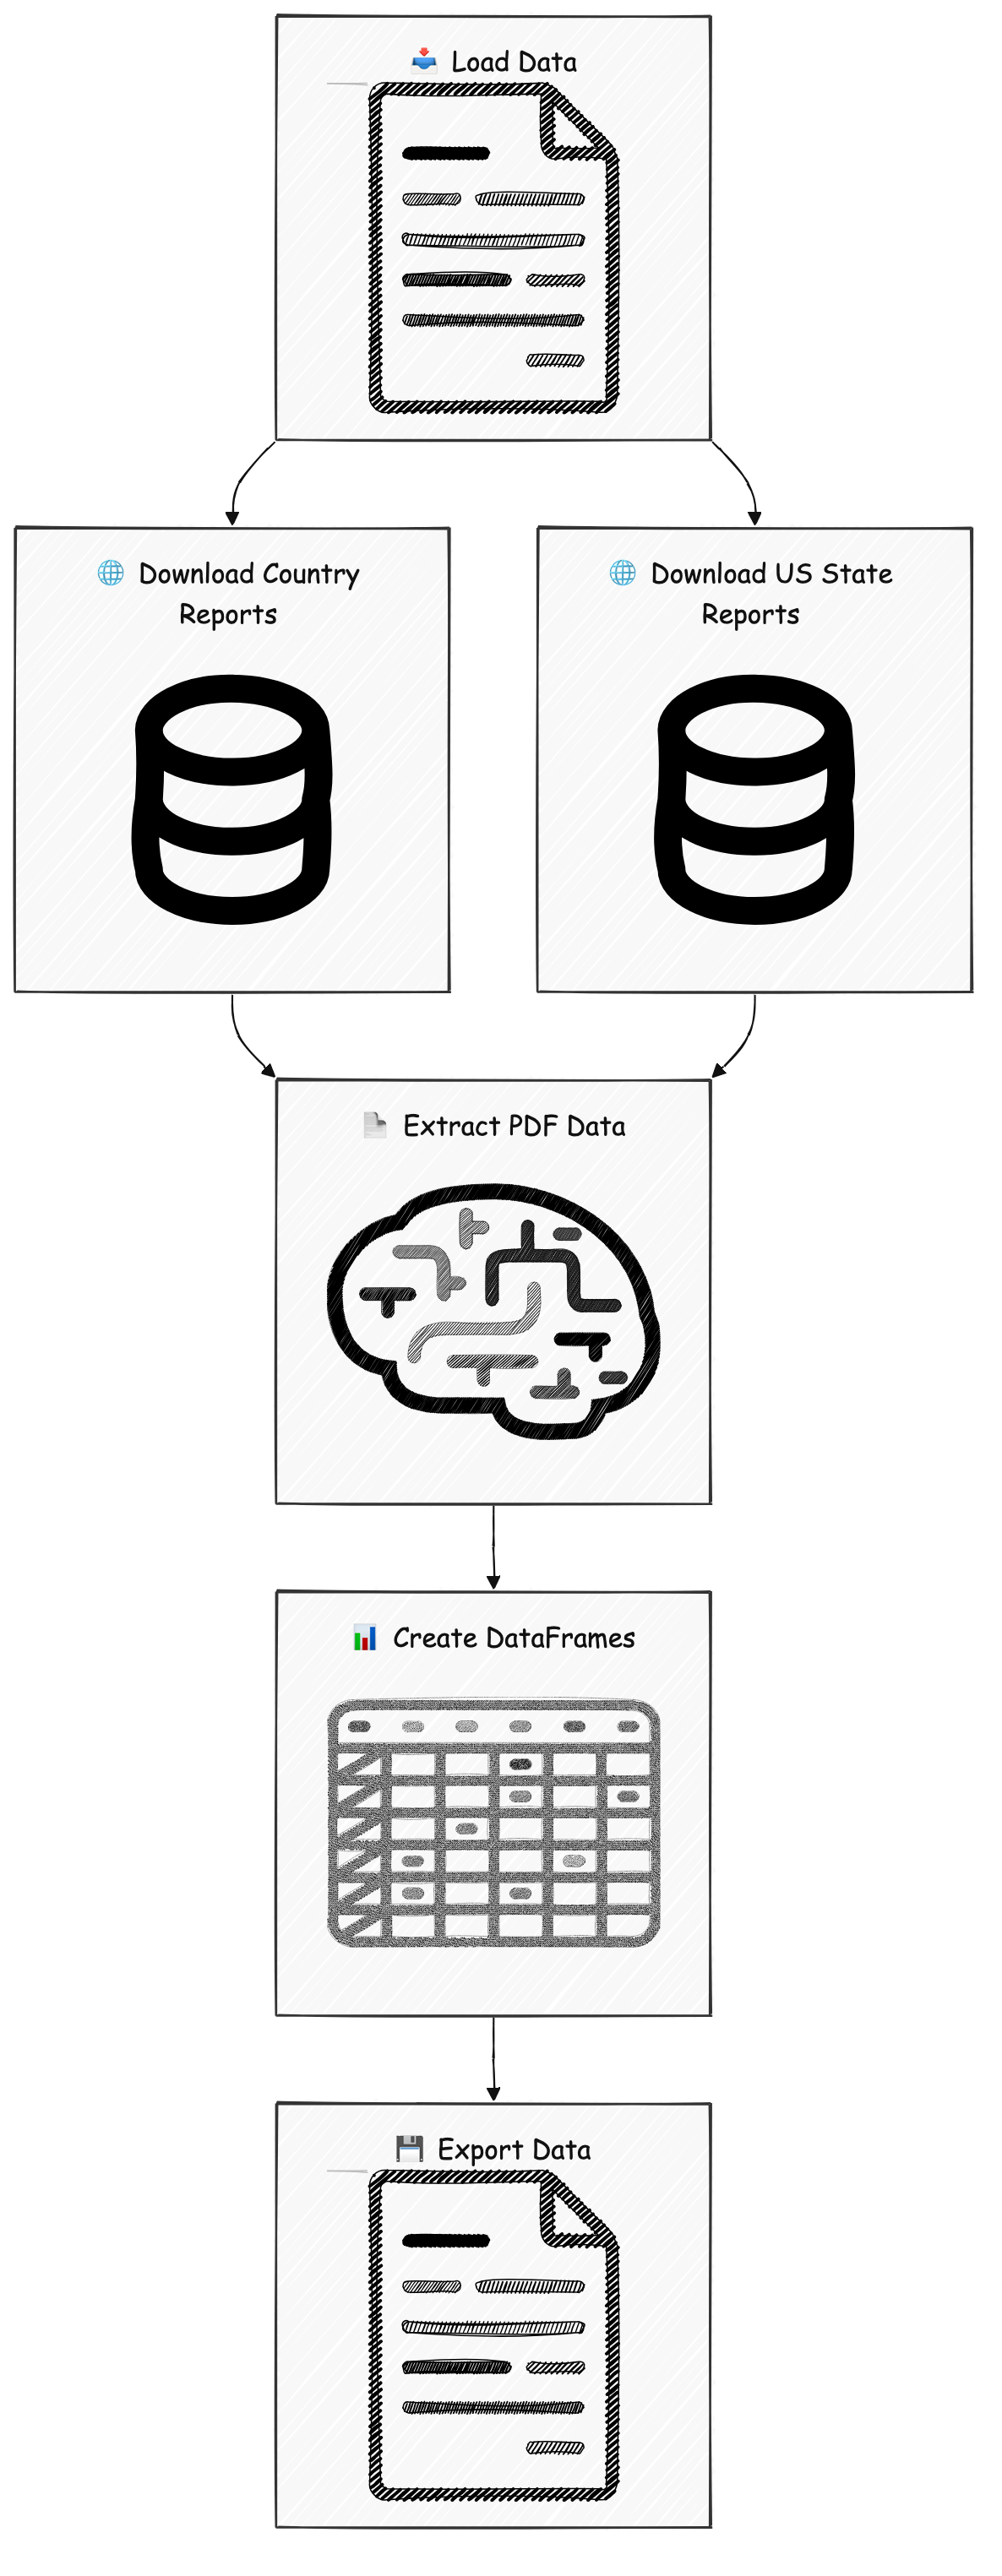 📥 Load Data
🌐 Download Country
Reports
🌐 Download US State
Reports
📄 Extract PDF Data
📊 Create DataFrames
💾 Export Data